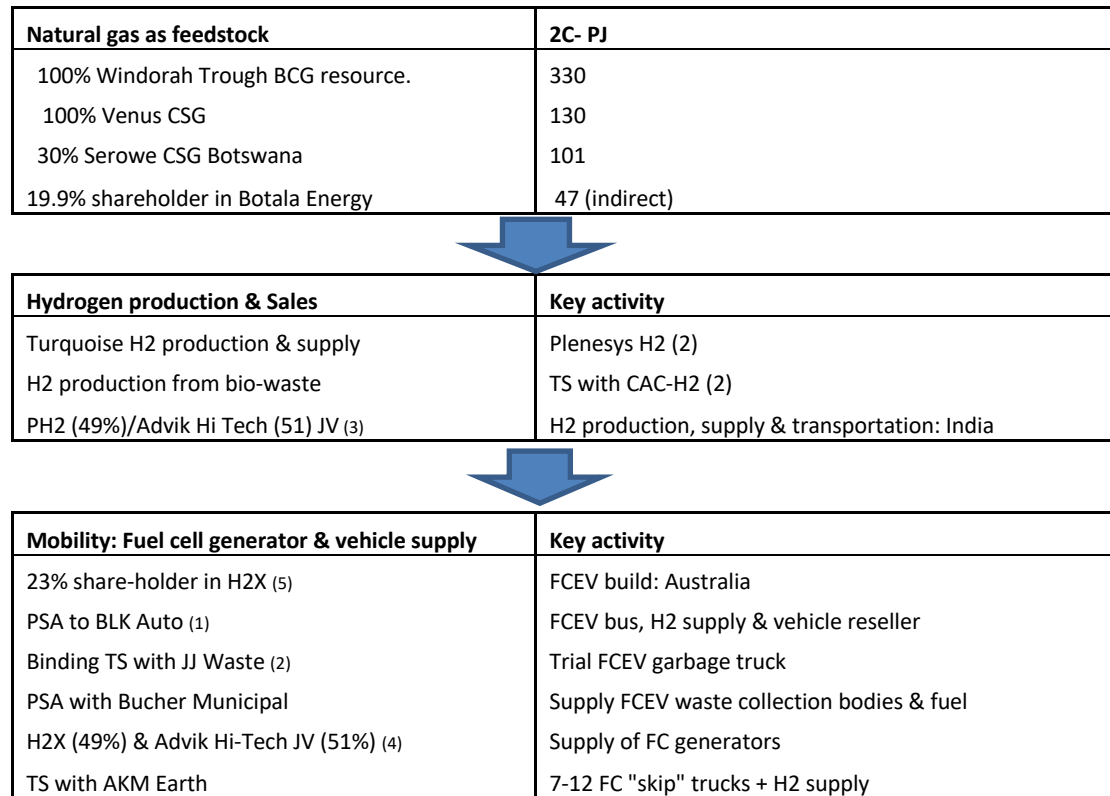 Natural gas as feedstock 2C- PJ
100% Windorah Trough BCG resource. 330
100% Venus CSG 130
30% Serowe CSG Botswana 101
19.9% shareholder in Botala Energy 47 (indirect)
Hydrogen production & Sales Key activity
Turquoise H2 production & supply Plenesys H2 (2)
H2 production from bio-waste TS with CAC-H2 (2)
PH2 (49%)/Advik Hi Tech (51) JV (3) H2 production, supply & transportation: India
Mobility: Fuel cell generator & vehicle supply Key activity
23% share-holder in H2X (5) FCEV build: Australia
PSA to BLK Auto (1) FCEV bus, H2 supply & vehicle reseller
Binding TS with JJ Waste (2) Trial FCEV garbage truck
PSA with Bucher Municipal Supply FCEV waste collection bodies & fuel
H2X (49%) & Advik Hi-Tech JV (51%) (4) Supply of FC generators
TS with AKM Earth 7-12 FC "skip" trucks + H2 supply